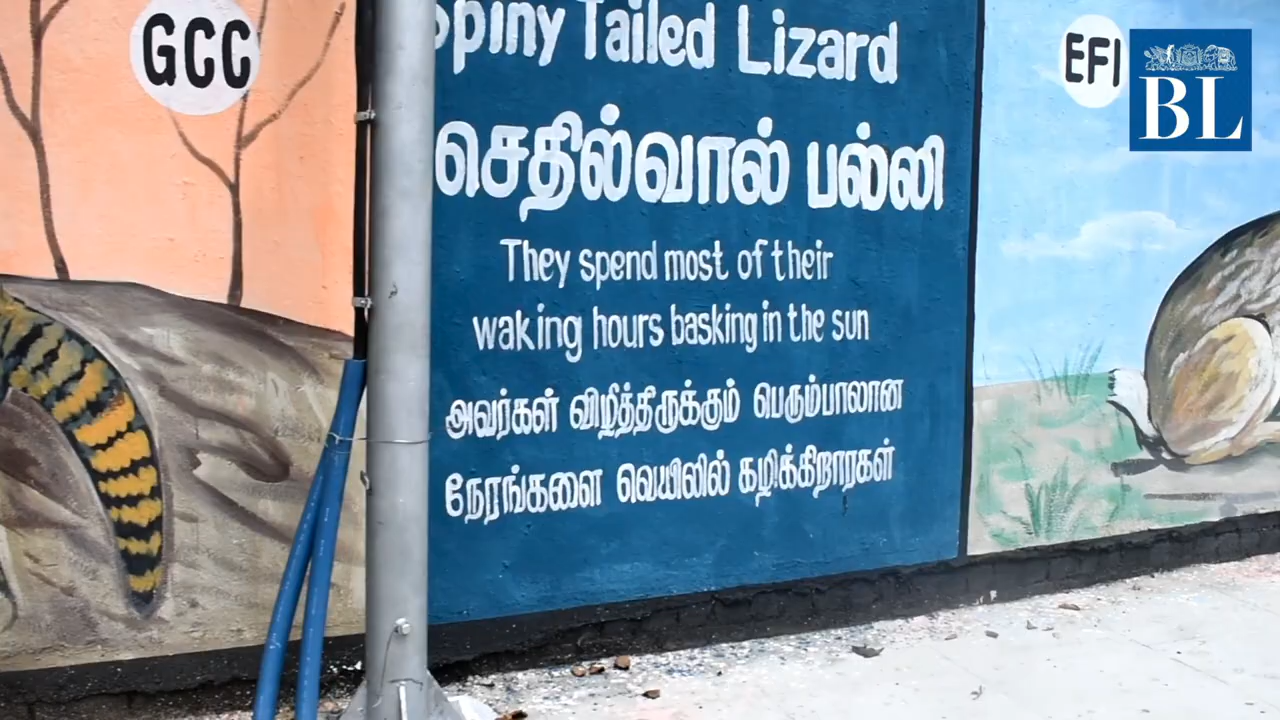 GCC
Spiny Tailed Lizard
செதில்வால் பல்லி
They spend most of their
waking hours basking in the sun
அவர்கள் விழித்திருக்கும் பெரும்பாலான
நேரங்களை வெயிலில் கழிக்கிறார்கள்
EFI
BL